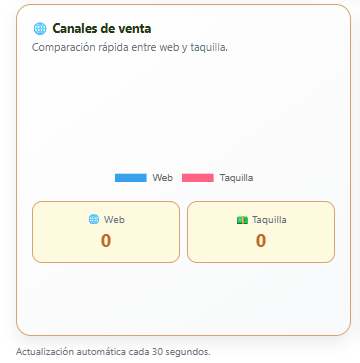 Canales de venta
Comparación rápida entre web y taquilla.
Web Taquilla
Web
0
Taquilla
0
Actualización automática cada 30 segundos.